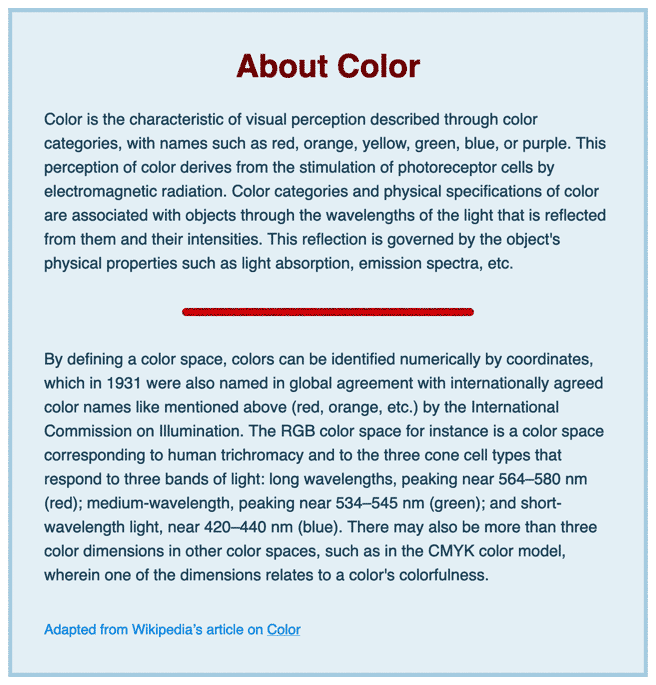 About Color
Color is the characteristic of visual perception described through color
categories, with names such as red, orange, yellow, green, blue, or purple. This
perception of color derives from the stimulation of photoreceptor cells by
electromagnetic radiation. Color categories and physical specifications of color
are associated with objects through the wavelengths of the light that is reflected
from them and their intensities. This reflection is governed by the object's
physical properties such as light absorption, emission spectra, etc.
By defining a color space, colors can be identified numerically by coordinates,
which in 1931 were also named in global agreement with internationally agreed
color names like mentioned above (red, orange, etc.) by the International
Commission on Illumination. The RGB color space for instance is a color space
corresponding to human trichromacy and to the three cone cell types that
respond to three bands of light: long wavelengths, peaking near 564–580 nm
(red); medium-wavelength, peaking near 534–545 nm (green); and short-
wavelength light, near 420–440 nm (blue). There may also be more than three
color dimensions in other color spaces, such as in the CMYK color model,
wherein one of the dimensions relates to a color's colorfulness.
Adapted from Wikipedia’s article on Color